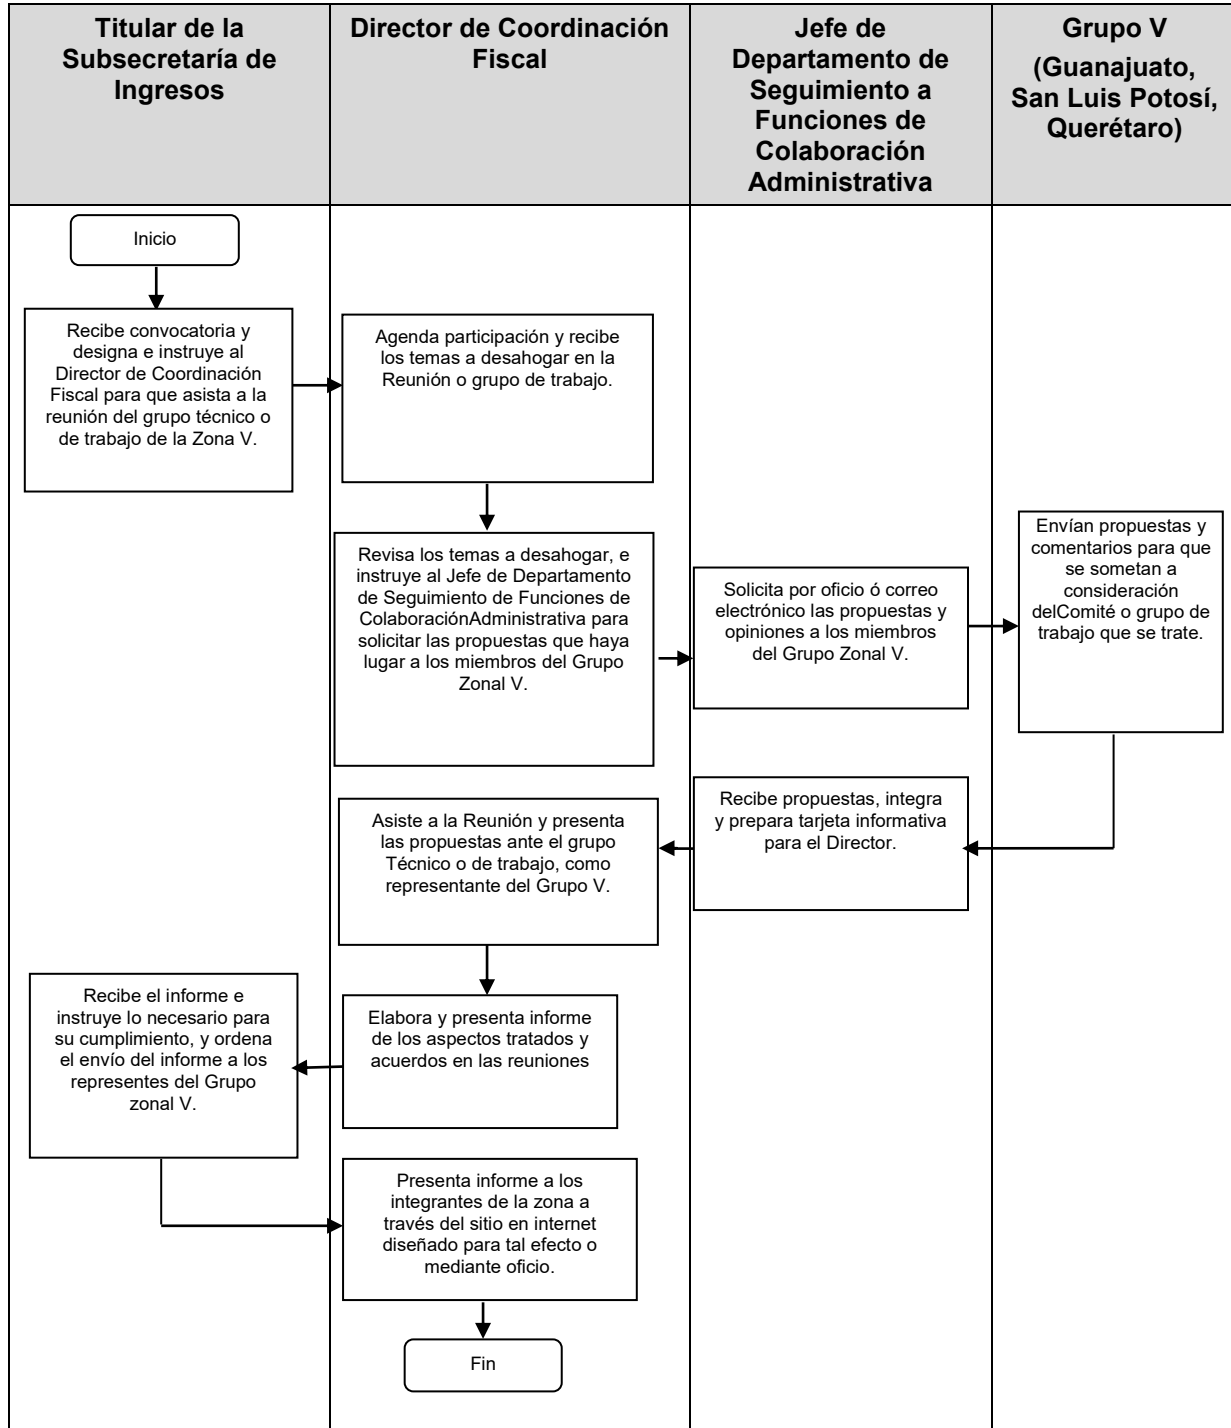 Titular de la
Subsecretaría de
Ingresos
Director de Coordinación
Fiscal
Jefe de
Departamento de
Seguimiento a
Funciones de
Colaboración
Administrativa
Grupo V
(Guanajuato,
San Luis Potosí,
Querétaro)
Inicio
Recibe convocatoria y
designa e instruye al
Director de Coordinación
Fiscal para que asista a la
reunión del grupo técnico o
de trabajo de la Zona V.
Agenda participación y recibe
los temas a desahogar en la
Reunión o grupo de trabajo.
Revisa los temas a desahogar, e
instruye al Jefe de Departamento
de Seguimiento de Funciones de
ColaboraciónAdministrativa para
solicitar las propuestas que haya
lugar a los miembros del Grupo
Zonal V.
Solicita por oficio ó correo
electrónico las propuestas y
opiniones a los miembros
del Grupo Zonal V.
Envían propuestas y
comentarios para que
se sometan a
consideración
delComité o grupo de
trabajo que se trate.
Recibe propuestas, integra
y prepara tarjeta informativa
para el Director.
Asiste a la Reunión y presenta
las propuestas ante el grupo
Técnico o de trabajo, como
representante del Grupo V.
Elabora y presenta informe
de los aspectos tratados y
acuerdos en las reuniones
Recibe el informe e
instruye lo necesario para
su cumplimiento, y ordena
el envío del informe a los
representes del Grupo
zonal V.
Presenta informe a los
integrantes de la zona a
través del sitio en internet
diseñado para tal efecto o
mediante oficio.
Fin